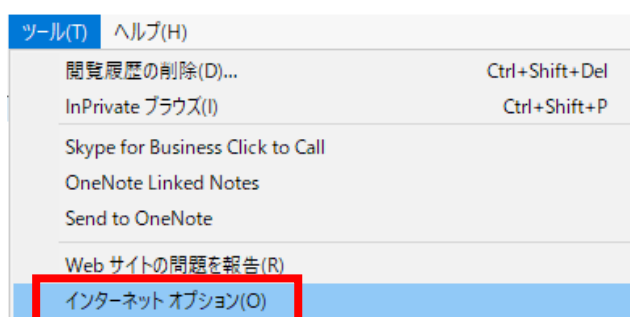 ツール(T) ヘルプ(H)
閲覧履歴の削除(D)... Ctrl+Shift+Del
InPrivate ブラウズ(I) Ctrl+Shift+P
Skype for Business Click to Call
OneNote Linked Notes
Send to OneNote
Web サイトの問題を報告(R)
インターネット オプション(O)